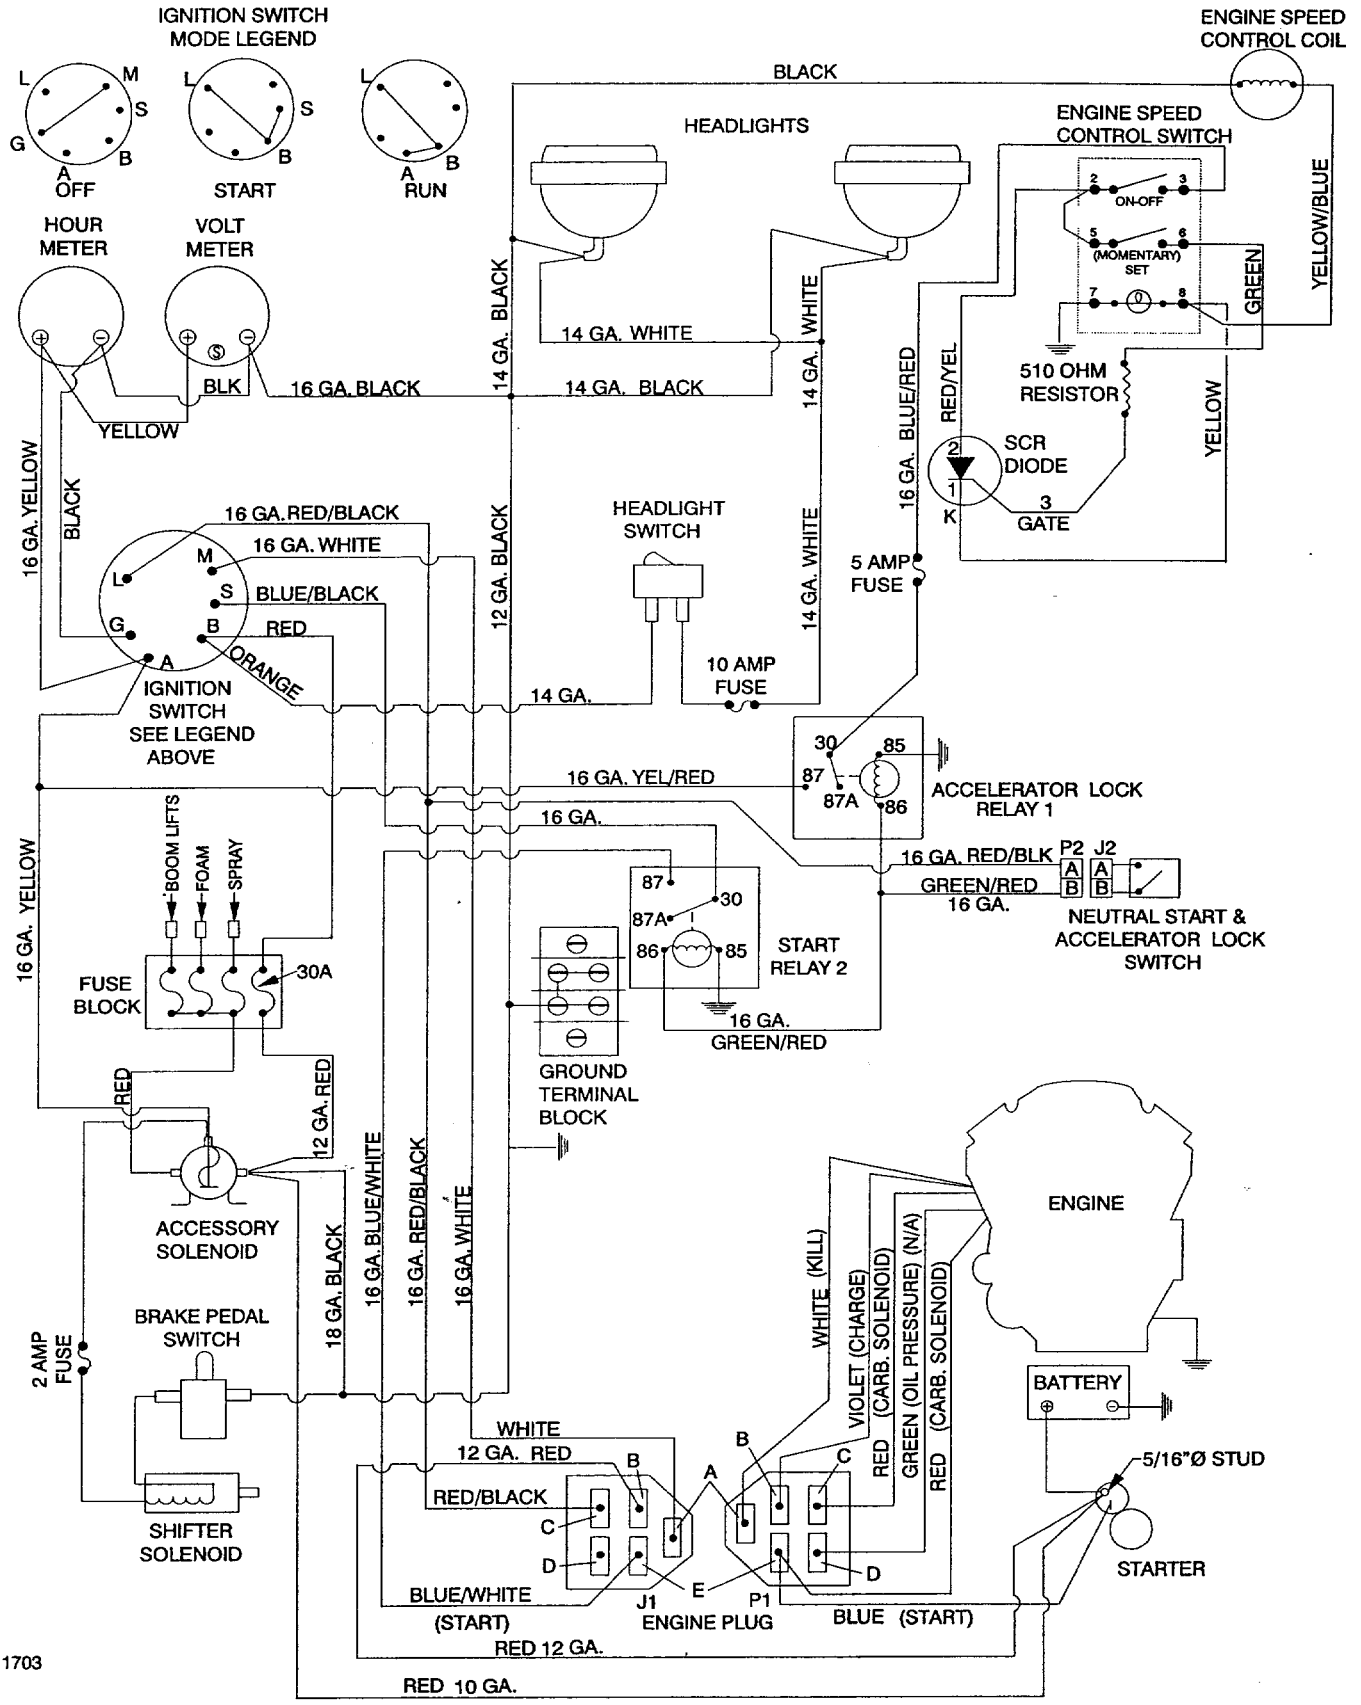 IGNITION SWITCH
MODE LEGEND
L
M
S
B
A
G
OFF
L
S
B
START
L
B
A
RUN
ENGINE SPEED
CONTROL COIL
BLACK
HEADLIGHTS
ENGINE SPEED
CONTROL SWITCH
2
3
ON-OFF
5
6
(MOMENTARY)
SET
7
8
YELLOW/BLUE
GREEN
HOUR
METER
VOLT
METER
+
−
+
−
S
14 GA. BLACK
14 GA. WHITE
14 GA. WHITE
BLK
16 GA. BLACK
14 GA. BLACK
YELLOW
16 GA. YELLOW
BLACK
16 GA. BLUE/RED
RED/YEL
510 OHM
RESISTOR
YELLOW
2
SCR
DIODE
1
K
3
GATE
16 GA. RED/BLACK
16 GA. WHITE
L
M
S
BLUE/BLACK
G
B
RED
A
ORANGE
IGNITION
SWITCH
SEE LEGEND
ABOVE
12 GA. BLACK
HEADLIGHT
SWITCH
14 GA. WHITE
5 AMP
FUSE
10 AMP
FUSE
14 GA.
30
85
87
87A
86
ACCELERATOR LOCK
RELAY 1
16 GA. YEL/RED
16 GA.
16 GA. YELLOW
BOOM LIFTS
FOAM
SPRAY
P2
J2
16 GA. RED/BLK
A
A
GREEN/RED
B
B
16 GA.
NEUTRAL START &
ACCELERATOR LOCK
SWITCH
87
30
87A
86
85
START
RELAY 2
FUSE
BLOCK
30A
16 GA.
GREEN/RED
GROUND
TERMINAL
BLOCK
RED
12 GA. RED
ACCESSORY
SOLENOID
18 GA. BLACK
16 GA. BLUE/WHITE
16 GA. RED/BLACK
16 GA. WHITE
ENGINE
WHITE (KILL)
VIOLET (CHARGE)
RED (CARB. SOLENOID)
GREEN (OIL PRESSURE) (N/A)
RED (CARB. SOLENOID)
BRAKE PEDAL
SWITCH
2 AMP
FUSE
SHIFTER
SOLENOID
BATTERY
+
−
5/16"Ø STUD
STARTER
WHITE
12 GA. RED
B
A
B
C
RED/BLACK
C
D
E
D
BLUE/WHITE
(START)
J1
P1
ENGINE PLUG
BLUE (START)
RED 12 GA.
RED 10 GA.
1703